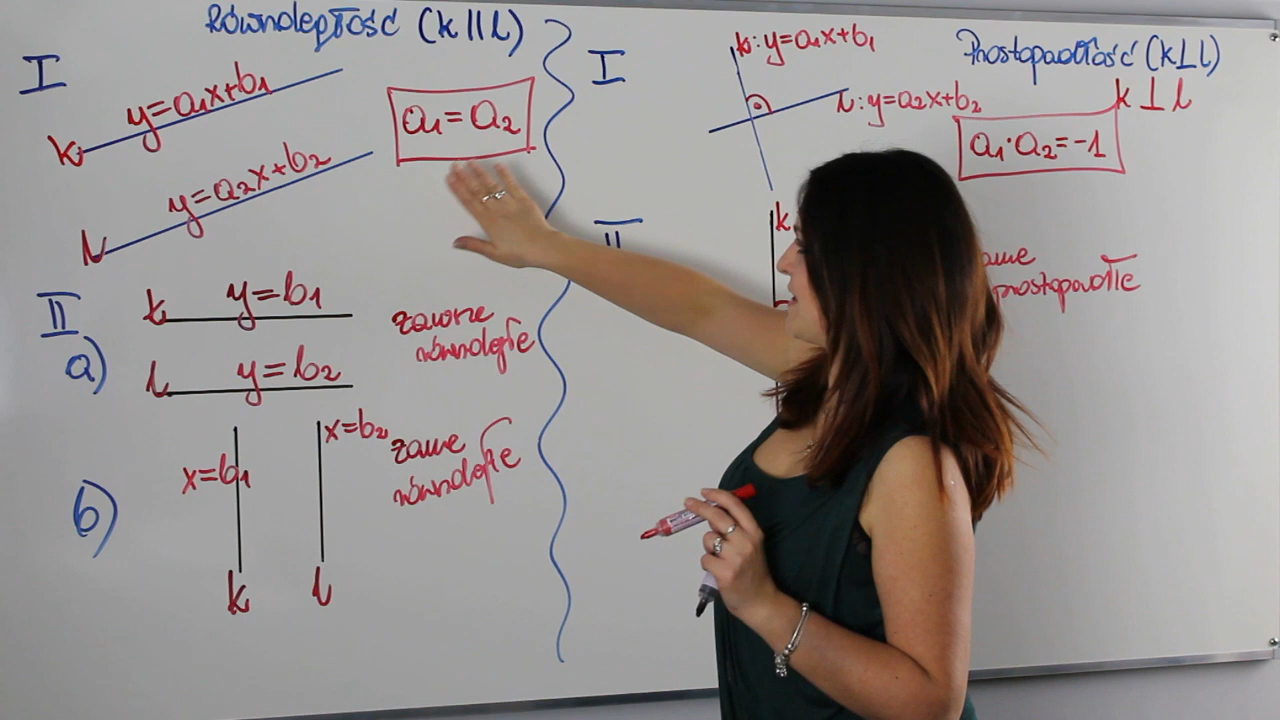 Równoległość (k || l)
I
k
y=a₁x+b₁
a₁=a₂
l
y=a₂x+b₂
II
a)
k y=b₁
l y=b₂
zawsze
równoległe
b)
x=b₁
x=b₂
zawsze
równoległe
k l
I
k: y=a₁x+b₁
l: y=a₂x+b₂
Prostopadłość (k⊥l)
k ⊥ l
a₁·a₂=-1
II
k
prostopadłe